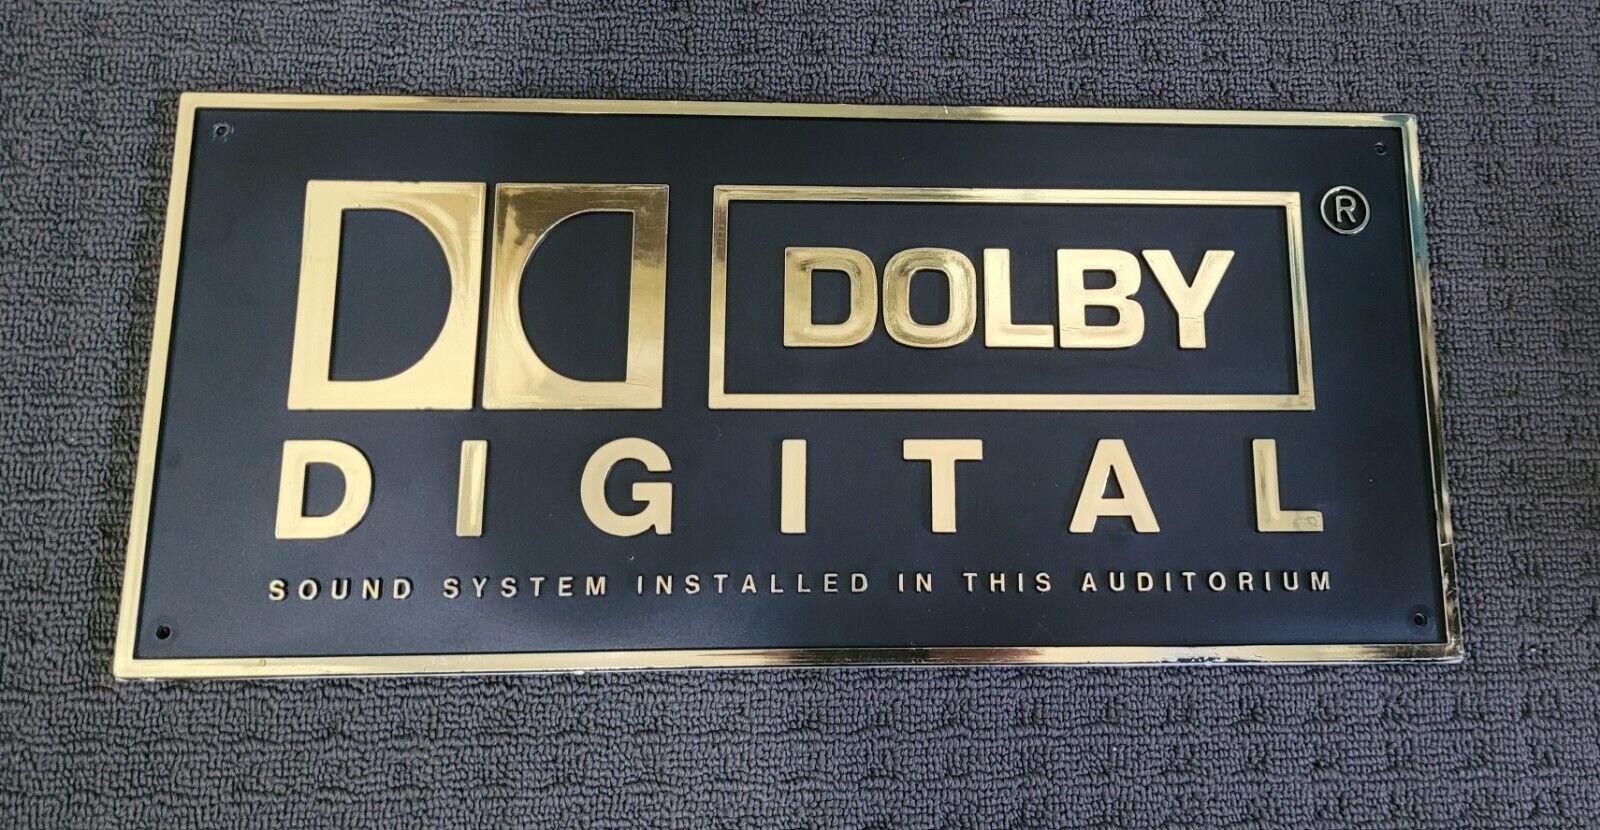 DOLBY ®
DIGITAL
SOUND SYSTEM INSTALLED IN THIS AUDITORIUM